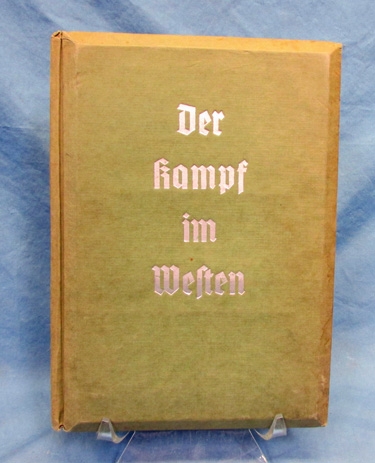 Der
Kampf
im
Westen